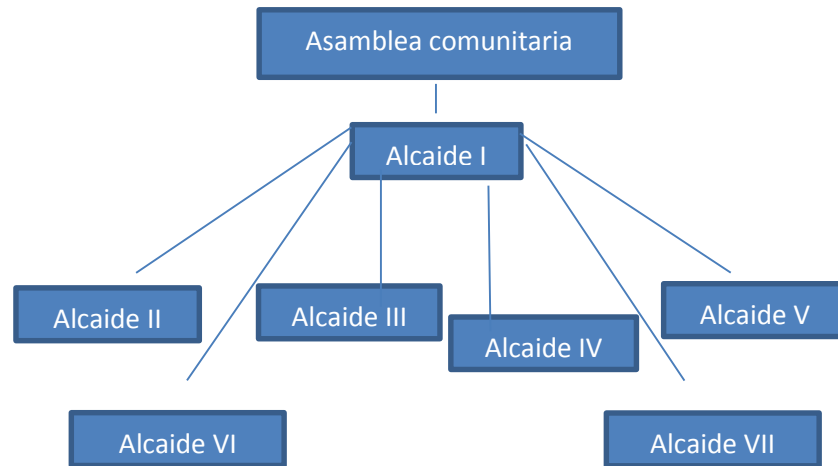 Asamblea comunitaria
Alcaide I
Alcaide II
Alcaide III
Alcaide IV
Alcaide V
Alcaide VI
Alcaide VII